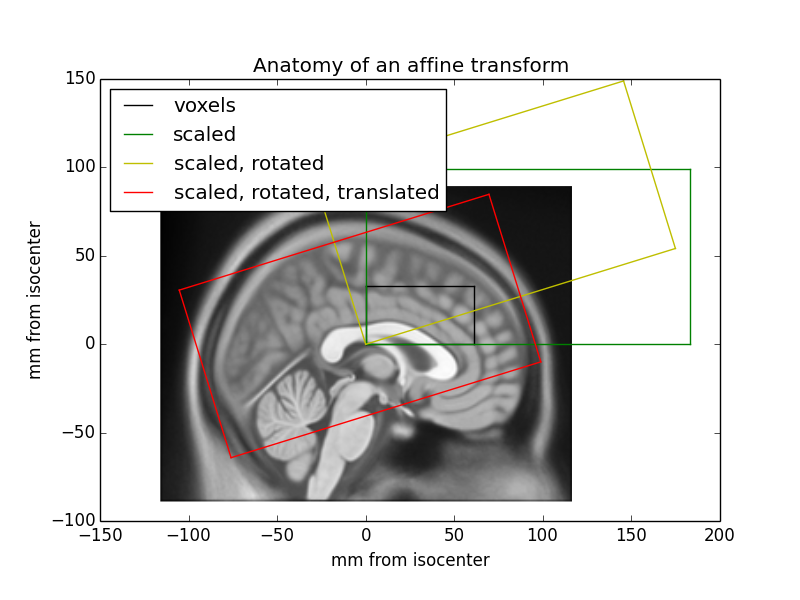 Anatomy of an affine transform
voxels
scaled
scaled, rotated
scaled, rotated, translated
150
100
50
0
−50
−100
mm from isocenter
−150
−100
−50
0
50
100
150
200
mm from isocenter